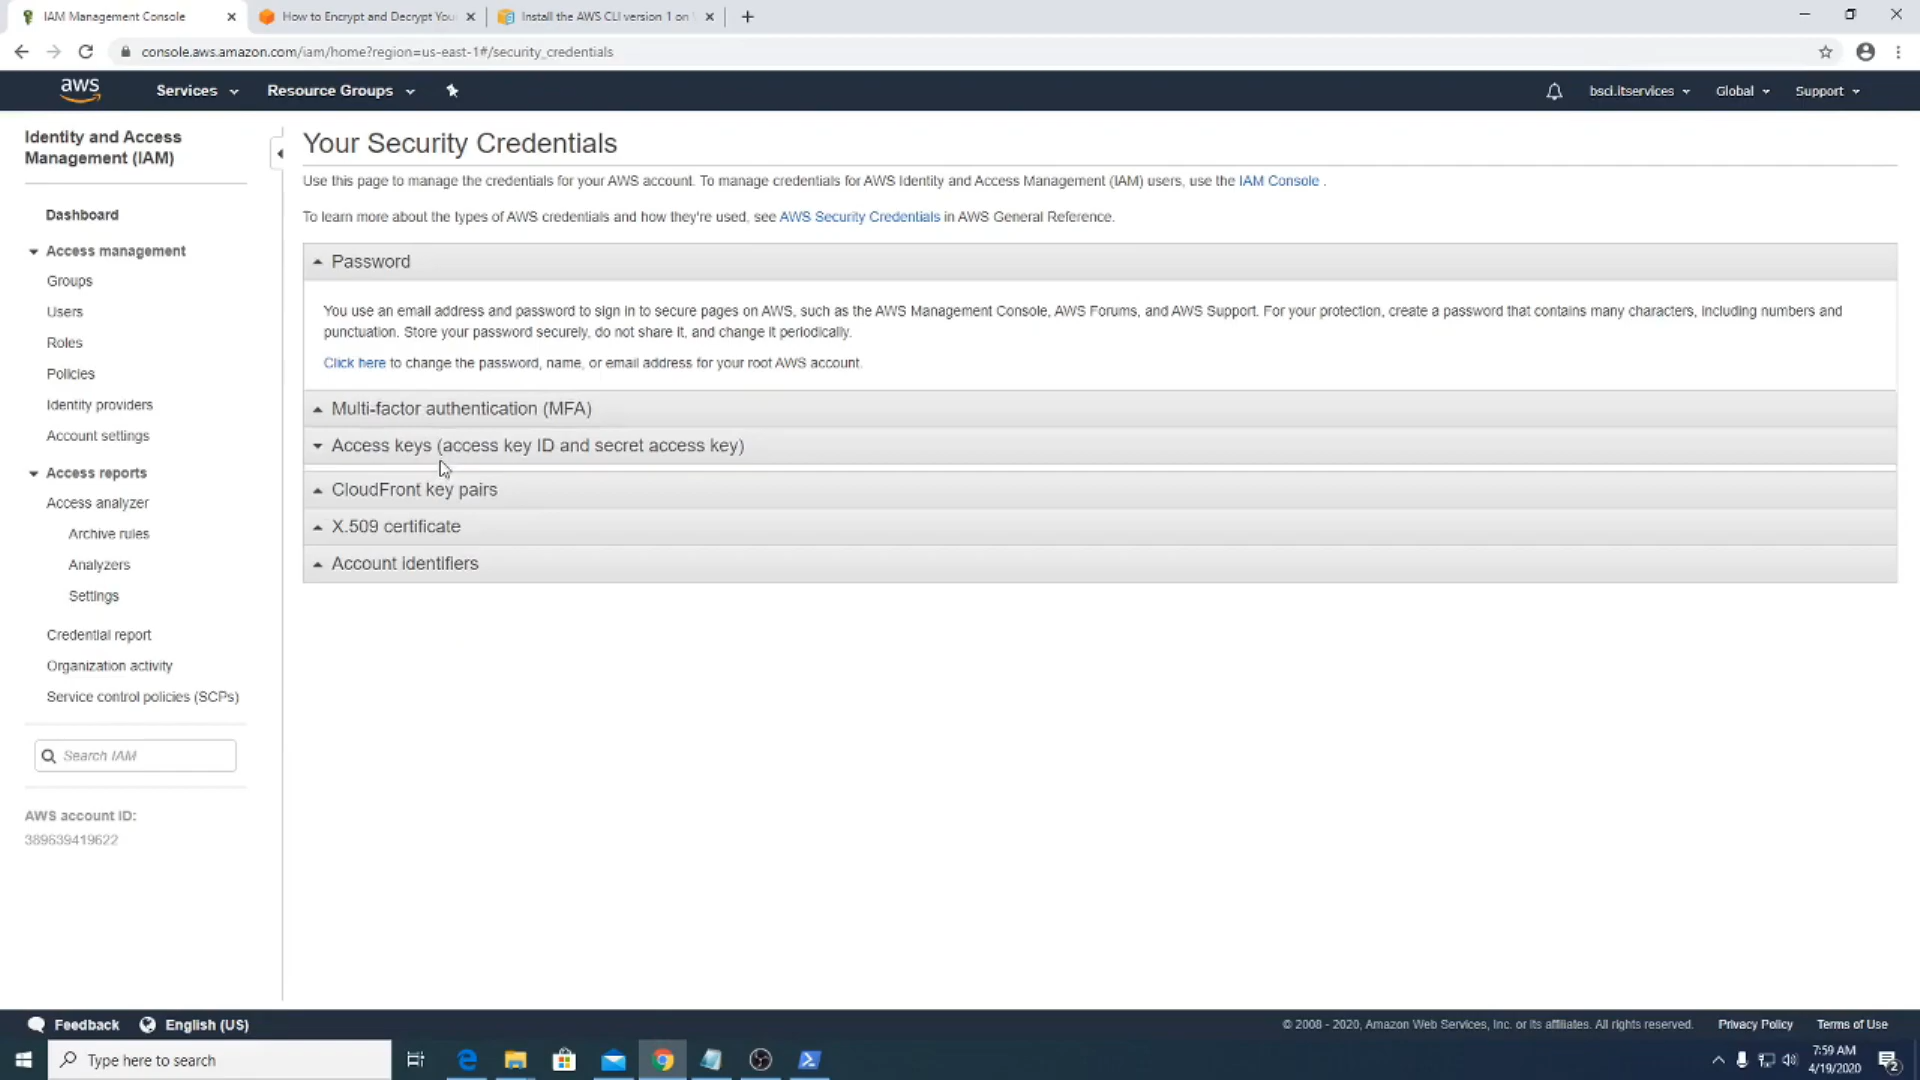 IAM Management Console
How to Encrypt and Decrypt You
Install the AWS CLI version 1 on
console.aws.amazon.com/iam/home?region=us-east-1#/security_credentials
aws
Services
Resource Groups
bsci.itservices
Global
Support
Identity and Access
Management (IAM)
Dashboard
Access management
Groups
Users
Roles
Policies
Identity providers
Account settings
Access reports
Access analyzer
Archive rules
Analyzers
Settings
Credential report
Organization activity
Service control policies (SCPs)
Search IAM
AWS account ID:
389639419622
Your Security Credentials
Use this page to manage the credentials for your AWS account. To manage credentials for AWS Identity and Access Management (IAM) users, use the IAM Console .
To learn more about the types of AWS credentials and how they're used, see AWS Security Credentials in AWS General Reference.
Password
You use an email address and password to sign in to secure pages on AWS, such as the AWS Management Console, AWS Forums, and AWS Support. For your protection, create a password that contains many characters, including numbers and
punctuation. Store your password securely, do not share it, and change it periodically.
Click here to change the password, name, or email address for your root AWS account.
Multi-factor authentication (MFA)
Access keys (access key ID and secret access key)
CloudFront key pairs
X.509 certificate
Account identifiers
Feedback
English (US)
© 2008 - 2020, Amazon Web Services, Inc. or its affiliates. All rights reserved.
Privacy Policy
Terms of Use
Type here to search
7:59 AM
4/19/2020
2